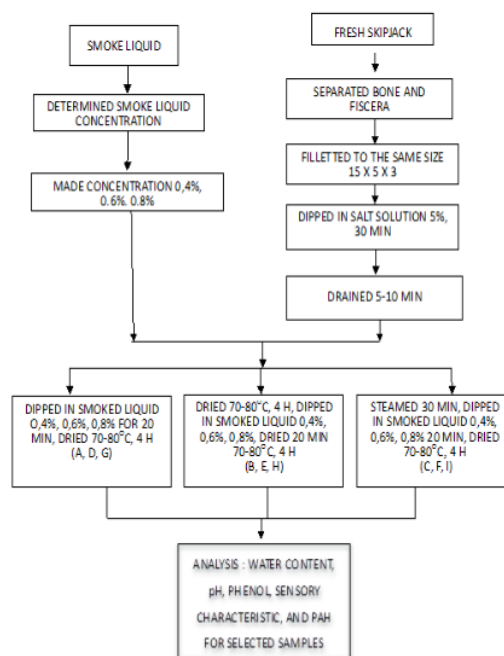 SMOKE LIQUID
DETERMINED SMOKE LIQUID
CONCENTRATION
MADE CONCENTRATION 0,4%,
0.6%. 0.8%
FRESH SKIPJACK
SEPARATED BONE AND
FISCERA
FILLETTED TO THE SAME SIZE
15 X 5 X 3
DIPPED IN SALT SOLUTION 5%,
30 MIN
DRAINED 5-10 MIN
DIPPED IN SMOKED LIQUID
0,4%, 0,6%, 0,8% FOR 20
MIN, DRIED 70-80°C, 4 H
(A, D, G)
DRIED 70-80°C, 4 H, DIPPED
IN SMOKED LIQUID 0,4%,
0,6%, 0,8%, DRIED 20 MIN
70-80°C, 4 H
(B, E, H)
STEAMED 30 MIN, DIPPED
IN SMOKED LIQUID 0,4%,
0,6%, 0,8% 20 MIN, DRIED
70-80°C, 4 H
(C, F, I)
ANALYSIS : WATER CONTENT,
pH, PHENOL, SENSORY
CHARACTERISTIC, AND PAH
FOR SELECTED SAMPLES